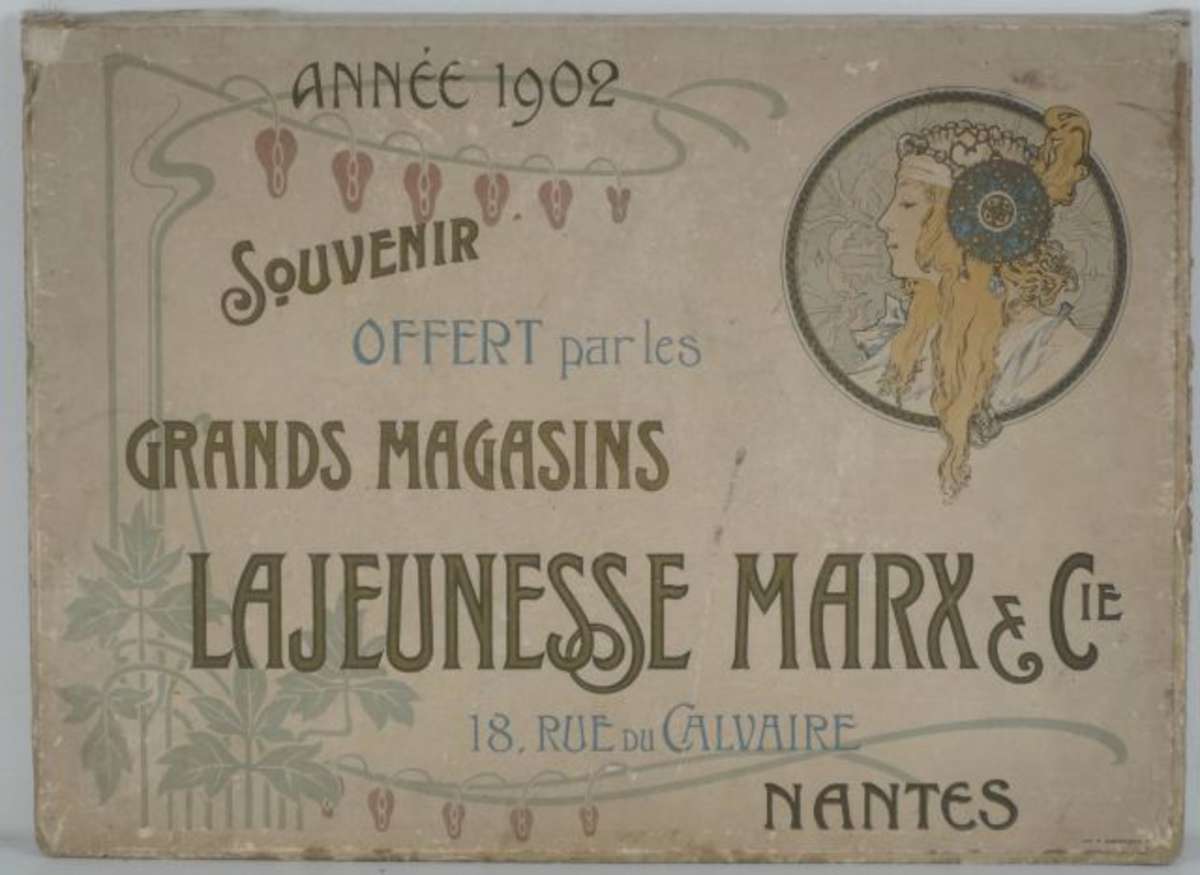 ANNÉE 1902
SOUVENIR
OFFERT par les
GRANDS MAGASINS
LAJEUNESSE MARX & CIE
18, RUE DU CALVAIRE
NANTES